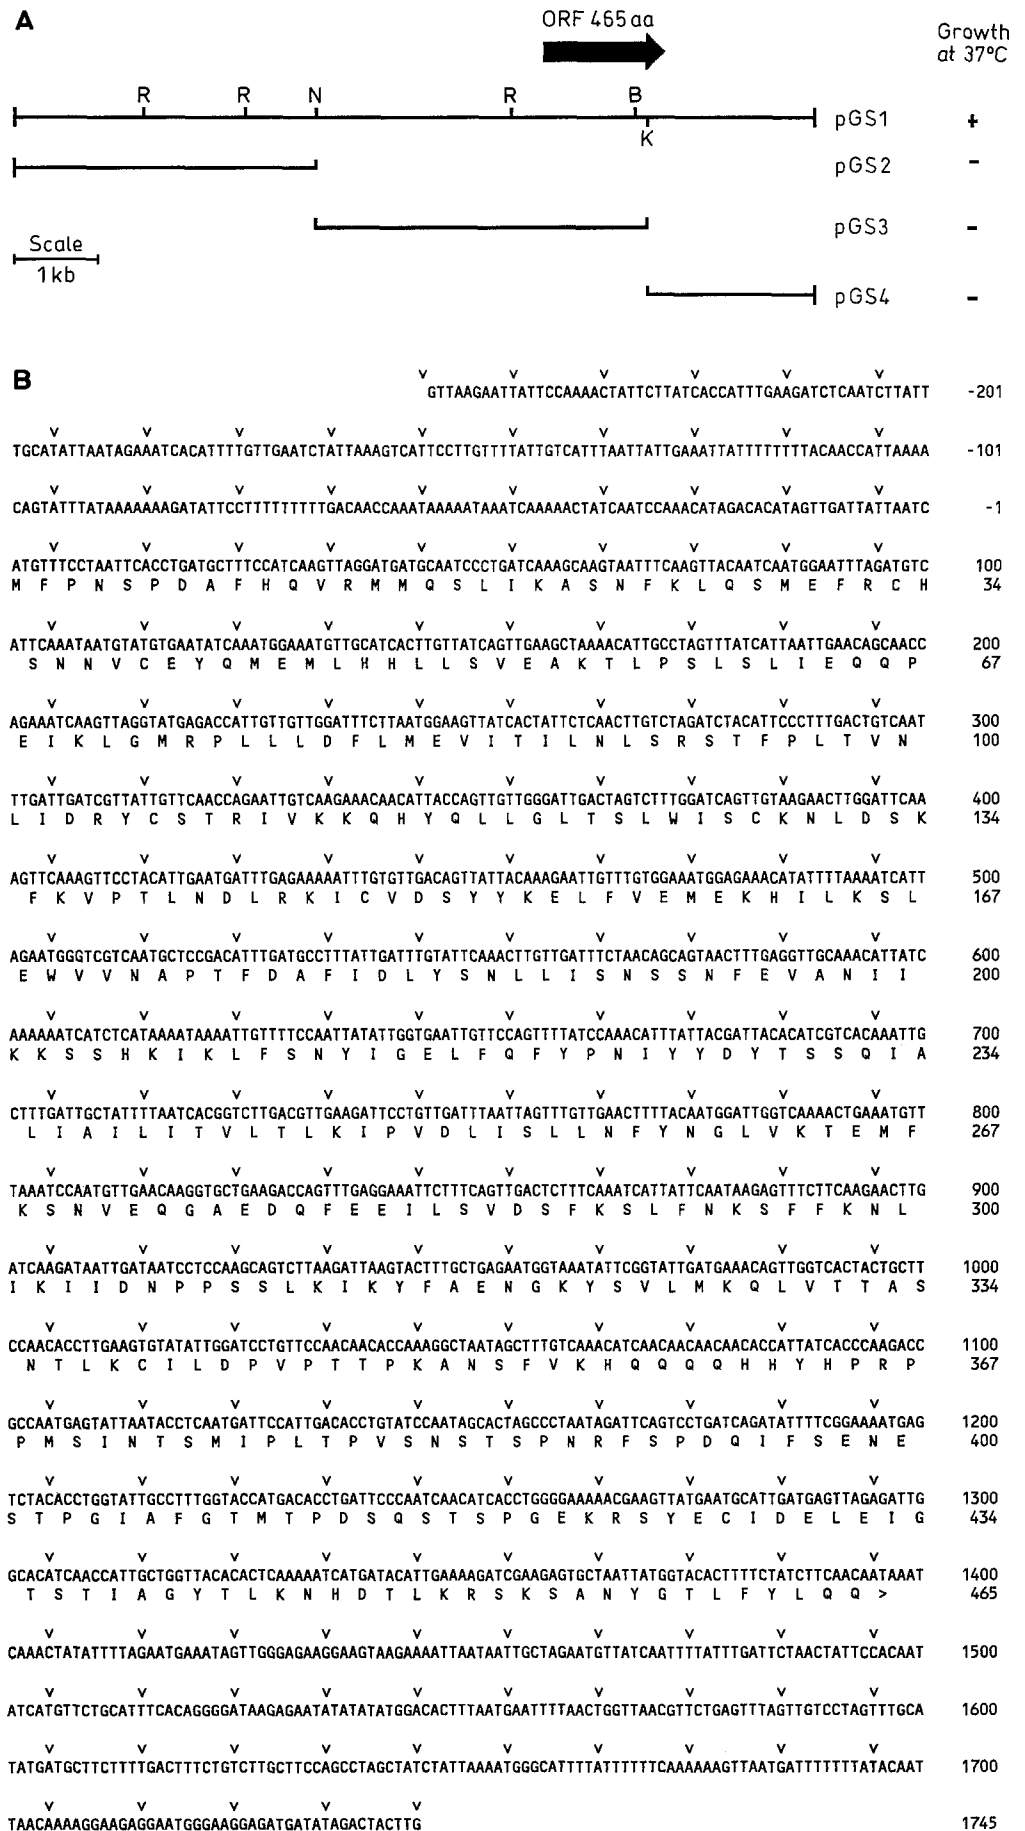 A
ORF 465 aa
Growth
at 37°C
R R N R B
K
pGS1 +
pGS2 -
pGS3 -
pGS4 -
Scale
1 kb
B
GTTAAGAATTATTCCAAAACTATTCTTATCACCATTTGAAGATCTCAATCTTATT -201
TGCATATTAATAGAAATCACATTTTGTTGAATCTATTAAAGTCATTCCTTGTTTTATTGTCATTTAATTATTGAAATTATTTTTTTTACAACCATTAAAA -101
CAGTATTTATAAAAAAAGATATTCCTTTTTTTTTTGACAACCAAATAAAAATAAATCAAAAACTATCAATCCAAACATAGACACATAGTTGATTATTAATC -1
ATGTTTCCTAATTCACCTGATGCTTTCCATCAAGTTAGGATGATGCAATCCCTGATCAAAGCAAGTAATTTCAAGTTACAATCAATGGAATTTAGATGTC 100
M F P N S P D A F H Q V R M M Q S L I K A S N F K L Q S M E F R C H 34
ATTCAAATAATGTATGTGAATATCAAATGGAAATGTTGCATCACTTGTTATCAGTTGAAGCTAAAACATTGCCTAGTTTATCATTAATTGAACAGCAACC 200
S N N V C E Y Q M E M L H H L L S V E A K T L P S L S L I E Q Q P 67
AGAAATCAAGTTAGGTATGAGACCATTGTTGTTGGATTTCTTAATGGAAGTTATCACTATTCTCAACTTGTCTAGATCTACATTCCCTTTGACTGTCAAT 300
E I K L G M R P L L L D F L M E V I T I L N L S R S T F P L T V N 100
TTGATTGATCGTTATTGTTCAACCAGAATTGTCAAGAAACAACATTACCAGTTGTTGGGATTGACTAGTCTTTGGATCAGTTGTAAGAACTTGGATTCAA 400
L I D R Y C S T R I V K K Q H Y Q L L G L T S L W I S C K N L D S K 134
AGTTCAAAGTTCCTACATTGAATGATTTGAGAAAAATTTGTGTTGACAGTTATTACAAAGAATTGTTTGTGGAAATGGAGAAACATATTTTAAAATCATT 500
F K V P T L N D L R K I C V D S Y Y K E L F V E M E K H I L K S L 167
AGAATGGGTCGTCAATGCTCCGACATTTGATGCCTTTATTGATTTGTATTCAAACTTGTTGATTTCTAACAGCAGTAACTTTGAGGTTGCAAACATTATC 600
E W V V N A P T F D A F I D L Y S N L L I S N S S N F E V A N I I 200
AAAAAATCATCTCATAAAATAAAATTGTTTTCCAATTATATTGGTGAATTGTTCCAGTTTTATCCAAACATTTATTACGATTACACATCGTCACAAATTG 700
K K S S H K I K L F S N Y I G E L F Q F Y P N I Y Y D Y T S S Q I A 234
CTTTGATTGCTATTTTAATCACGGTCTTGACGTTGAAGATTCCTGTTGATTTAATTAGTTTGTTGAACTTTTACAATGGATTGGTCAAAACTGAAATGTT 800
L I A I L I T V L T L K I P V D L I S L L N F Y N G L V K T E M F 267
TAAATCCAATGTTGAACAAGGTGCTGAAGACCAGTTTGAGGAAATTCTTTCAGTTGACTCTTTCAAATCATTATTCAATAAGAGTTTCTTCAAGAACTTG 900
K S N V E Q G A E D Q F E E I L S V D S F K S L F N K S F F K N L 300
ATCAAGATAATTGATAATCCTCCAAGCAGTCTTAAGATTAAGTACTTTGCTGAGAATGGTAAATATTCGGTATTGATGAAACAGTTGGTCACTACTGCTT 1000
I K I I D N P P S S L K I K Y F A E N G K Y S V L M K Q L V T T A S 334
CCAACACCTTGAAGTGTATATTGGATCCTGTTCCAACAACACCAAAGGCTAATAGCTTTGTCAAACATCAACAACAACAACACCATTATCACCCAAGACC 1100
N T L K C I L D P V P T T P K A N S F V K H Q Q Q Q H H Y H P R P 367
GCCAATGAGTATTAATACCTCAATGATTCCATTGACACCTGTATCCAATAGCACTAGCCCTAATAGATTCAGTCCTGATCAGATATTTTCGGAAAATGAG 1200
P M S I N T S M I P L T P V S N S T S P N R F S P D Q I F S E N E 400
TCTACACCTGGTATTGCCTTTGGTACCATGACACCTGATTCCCAATCAACATCACCTGGGGAAAAACGAAGTTATGAATGCATTGATGAGTTAGAGATTG 1300
S T P G I A F G T M T P D S Q S T S P G E K R S Y E C I D E L E I G 434
GCACATCAACCATTGCTGGTTACACACTCAAAAATCATGATACATTGAAAAGATCGAAGAGTGCTAATTATGGTACACTTTTCTATCTTCAACAATAAAT 1400
T S T I A G Y T L K N H D T L K R S K S A N Y G T L F Y L Q Q > 465
CAAACTATATTTTAGAATGAAATAGTTGGGAGAAGGAAGTAAGAAAATTAATAATTGCTAGAATGTTATCAATTTTATTTGATTCTAACTATTCCACAAT 1500
ATCATGTTCTGCATTTCACAGGGGATAAGAGAATATATATATGGACACTTTAATGAATTTTAACTGGTTAACGTTCTGAGTTTAGTTGTCCTAGTTTGCA 1600
TATGATGCTTCTTTTGACTTTCTGTCTTGCTTCCAGCCTAGCTATCTATTAAAATGGGCATTTTATTTTTTTCAAAAAAGTTAATGATTTTTTTATACAAT 1700
TAACAAAAGGAAGAGGAATGGGAAGGAGATGATATAGACTACTTG 1745